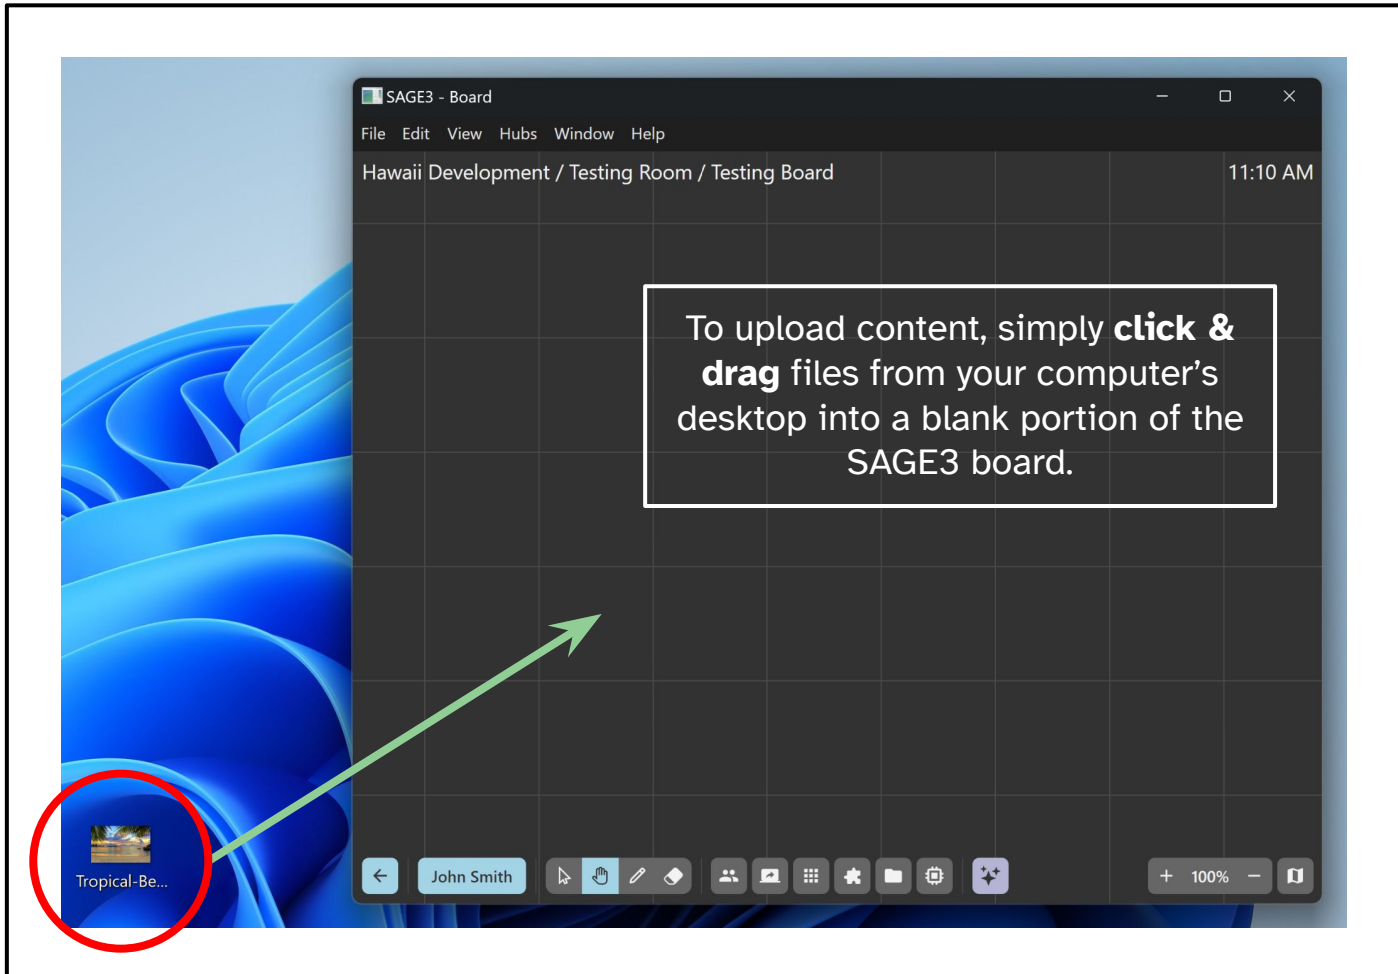 SAGE3 - Board
File Edit View Hubs Window Help
Hawaii Development / Testing Room / Testing Board
11:10 AM
To upload content, simply click &
drag files from your computer’s
desktop into a blank portion of the
SAGE3 board.
Tropical-Be...
John Smith
100%